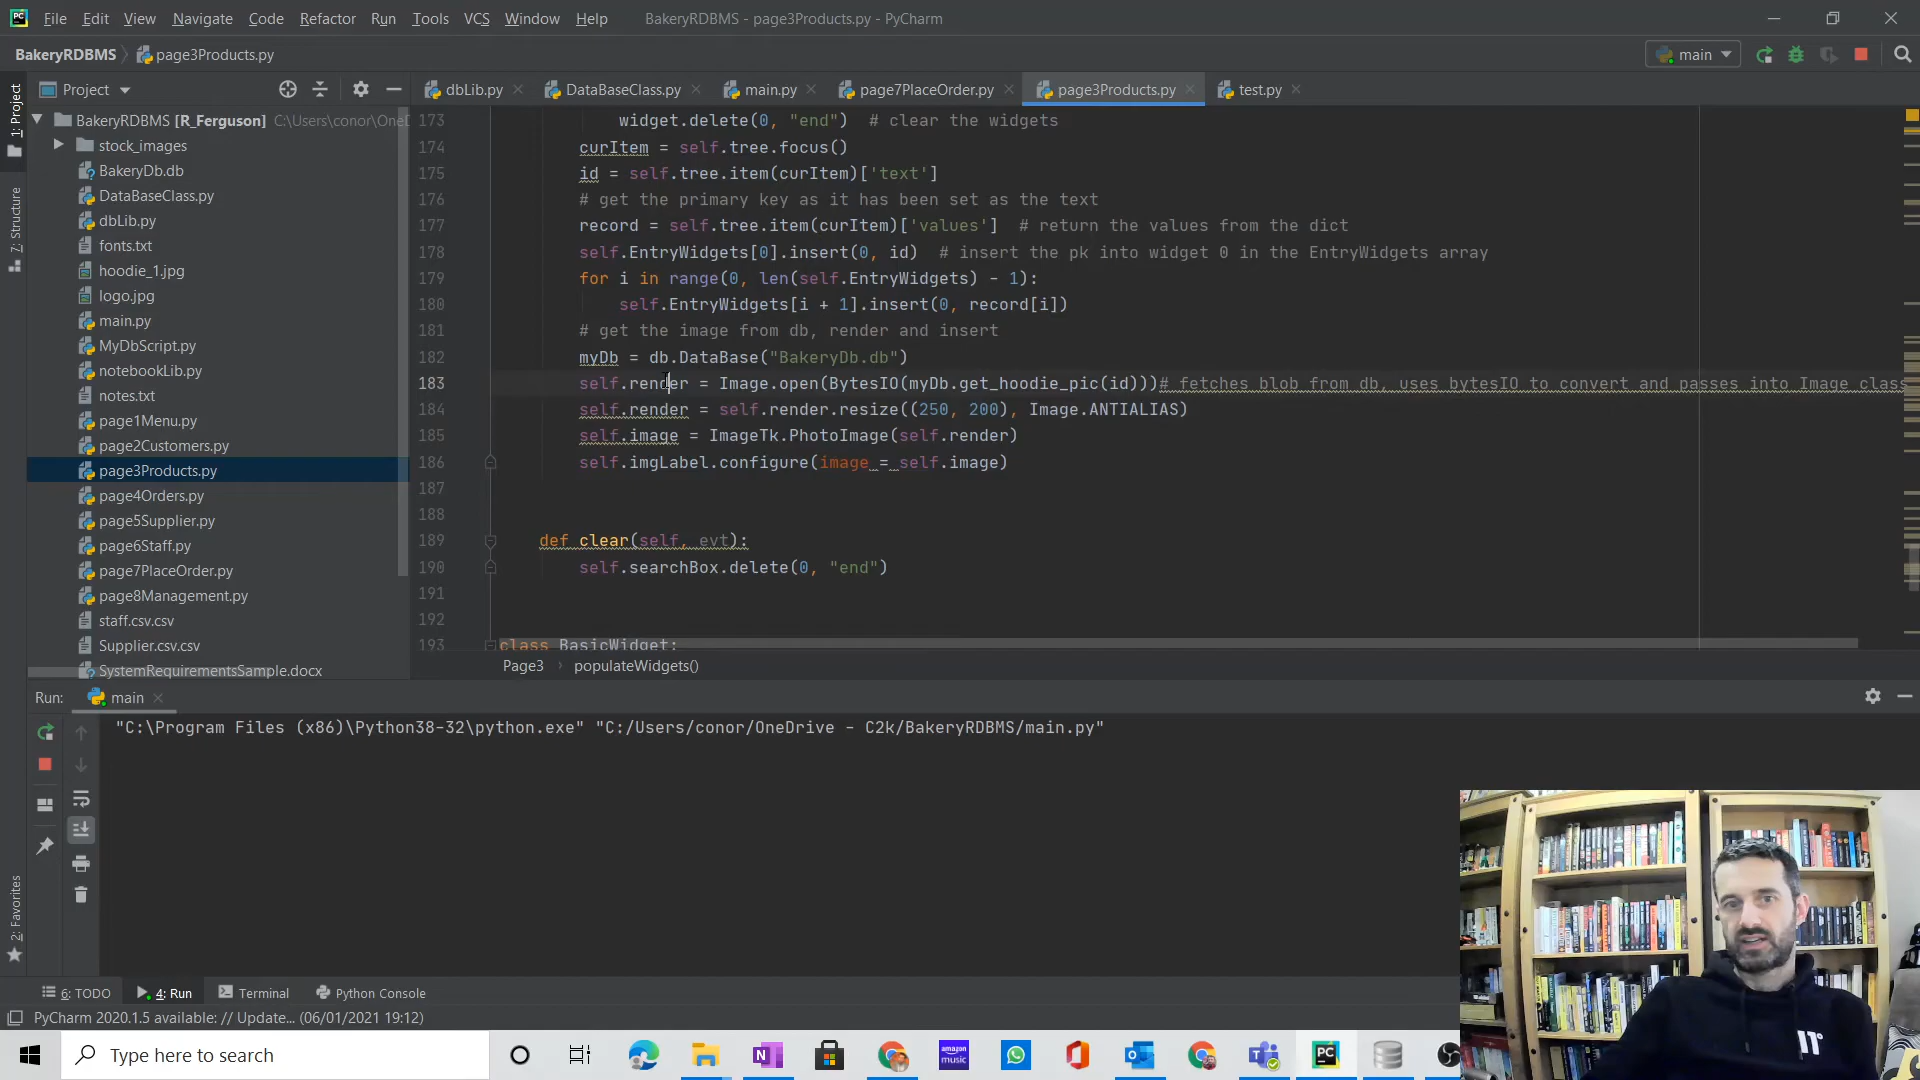 File Edit View Navigate Code Refactor Run Tools VCS Window Help BakeryRDBMS - page3Products.py - PyCharm
BakeryRDBMS page3Products.py main
Project dbLib.py DataBaseClass.py main.py page7PlaceOrder.py page3Products.py test.py
1: Project
7: Structure
2: Favorites
BakeryRDBMS [R_Ferguson] C:\Users\conor\OneD
stock_images
BakeryDb.db
DataBaseClass.py
dbLib.py
fonts.txt
hoodie_1.jpg
logo.jpg
main.py
MyDbScript.py
notebookLib.py
notes.txt
page1Menu.py
page2Customers.py
page3Products.py
page4Orders.py
page5Supplier.py
page6Staff.py
page7PlaceOrder.py
page8Management.py
staff.csv.csv
Supplier.csv.csv
SystemRequirementsSample.docx
173 widget.delete(0, "end") # clear the widgets
174 curItem = self.tree.focus()
175 id = self.tree.item(curItem)['text']
176 # get the primary key as it has been set as the text
177 record = self.tree.item(curItem)['values'] # return the values from the dict
178 self.EntryWidgets[0].insert(0, id) # insert the pk into widget 0 in the EntryWidgets array
179 for i in range(0, len(self.EntryWidgets) - 1):
180 self.EntryWidgets[i + 1].insert(0, record[i])
181 # get the image from db, render and insert
182 myDb = db.DataBase("BakeryDb.db")
183 self.render = Image.open(BytesIO(myDb.get_hoodie_pic(id)))# fetches blob from db, uses bytesIO to convert and passes into Image class
184 self.render = self.render.resize((250, 200), Image.ANTIALIAS)
185 self.image = ImageTk.PhotoImage(self.render)
186 self.imgLabel.configure(image = self.image)
187
188
189 def clear(self, evt):
190 self.searchBox.delete(0, "end")
191
192
193 class BasicWidget:
Page3 populateWidgets()
Run: main
"C:\Program Files (x86)\Python38-32\python.exe" "C:/Users/conor/OneDrive - C2k/BakeryRDBMS/main.py"
6: TODO 4: Run Terminal Python Console
PyCharm 2020.1.5 available: // Update... (06/01/2021 19:12)
Type here to search
amazon music
PC